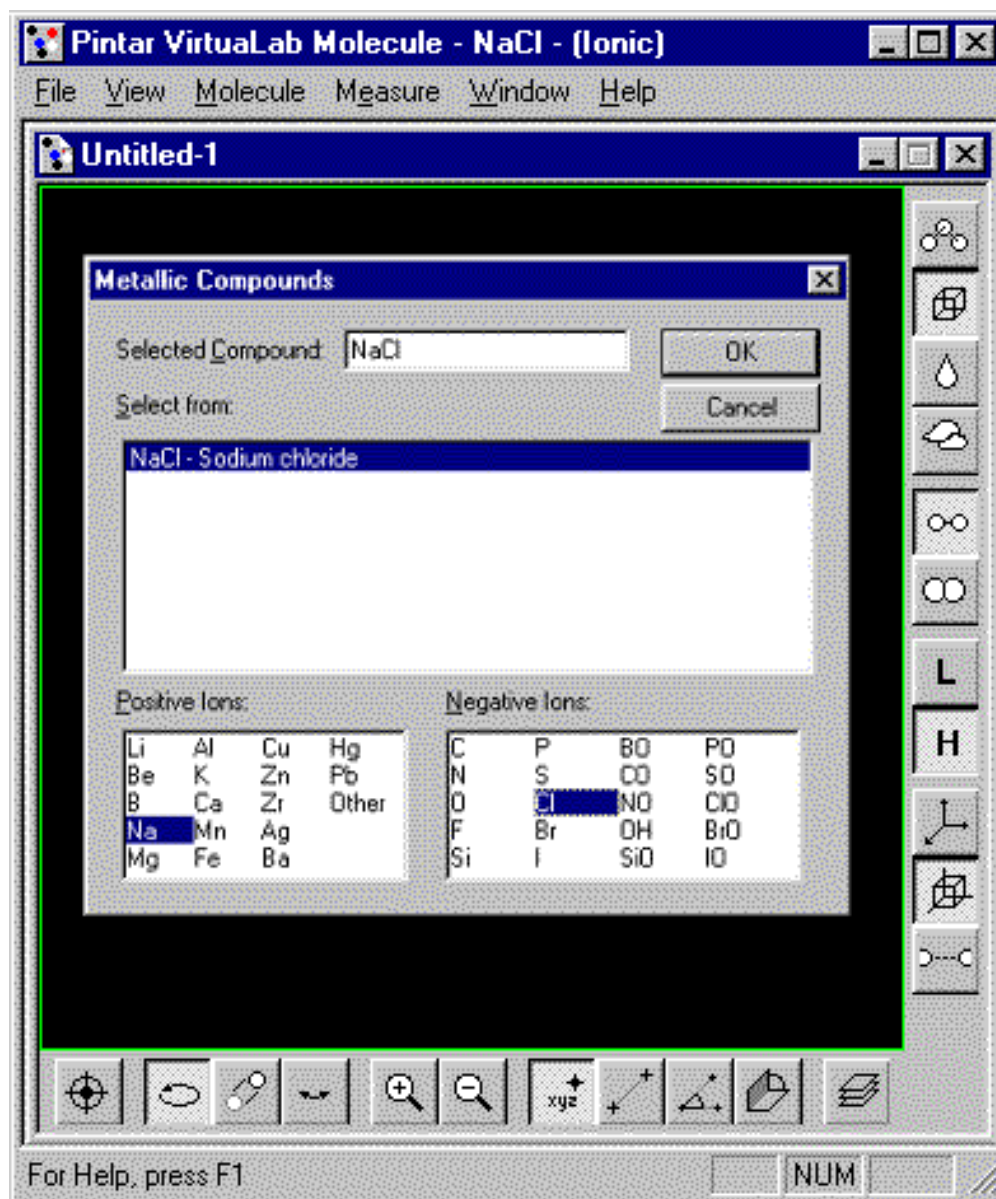 Pintar VirtuaLab Molecule - NaCl - (Ionic)
File View Molecule Measure Window Help
Untitled-1
Metallic Compounds
Selected Compound: NaCl OK
Select from: Cancel
NaCl - Sodium chloride
Positive Ions: Negative Ions:
Li Al Cu Hg C P BO PO
Be K Zn Pb N S CO SO
B Ca Zr Other O Cl NO ClO
Na Mn Ag F Br OH BrO
Mg Fe Ba Si I SiO IO
L
H
xyz
For Help, press F1 NUM